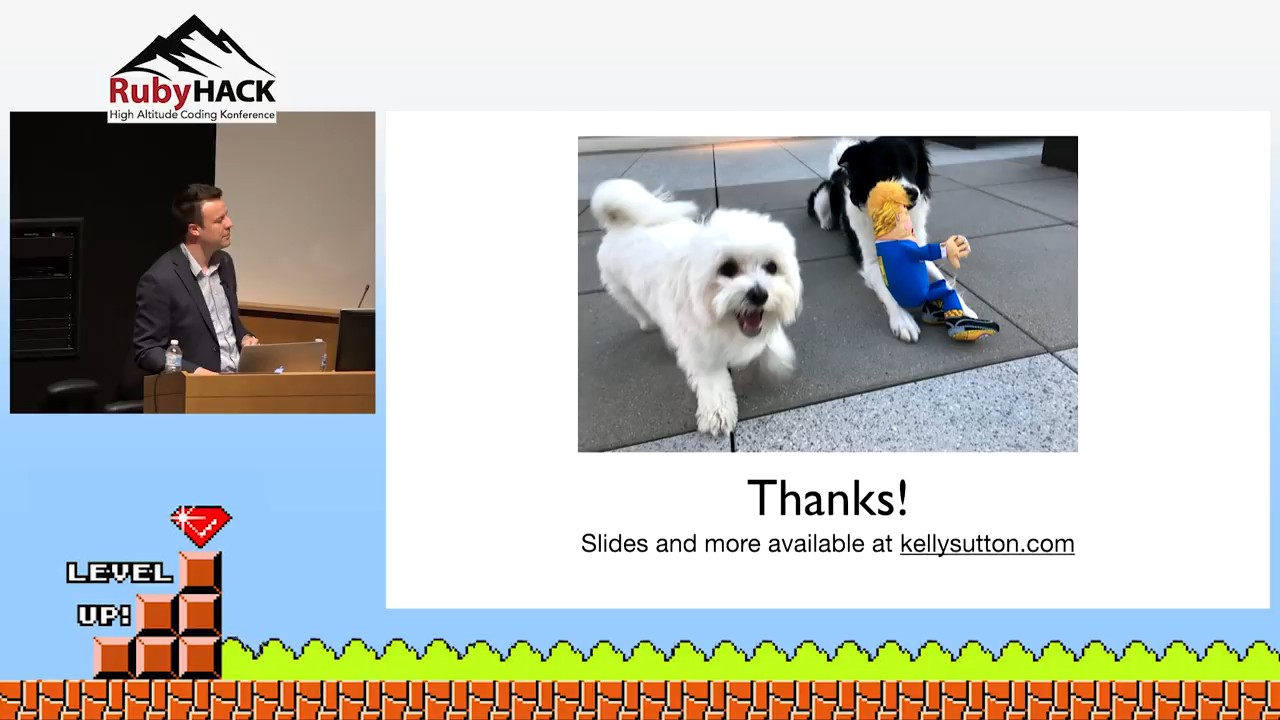 RubyHACK
High Altitude Coding Konference
Thanks!
Slides and more available at kellysutton.com
LEVEL
UP!